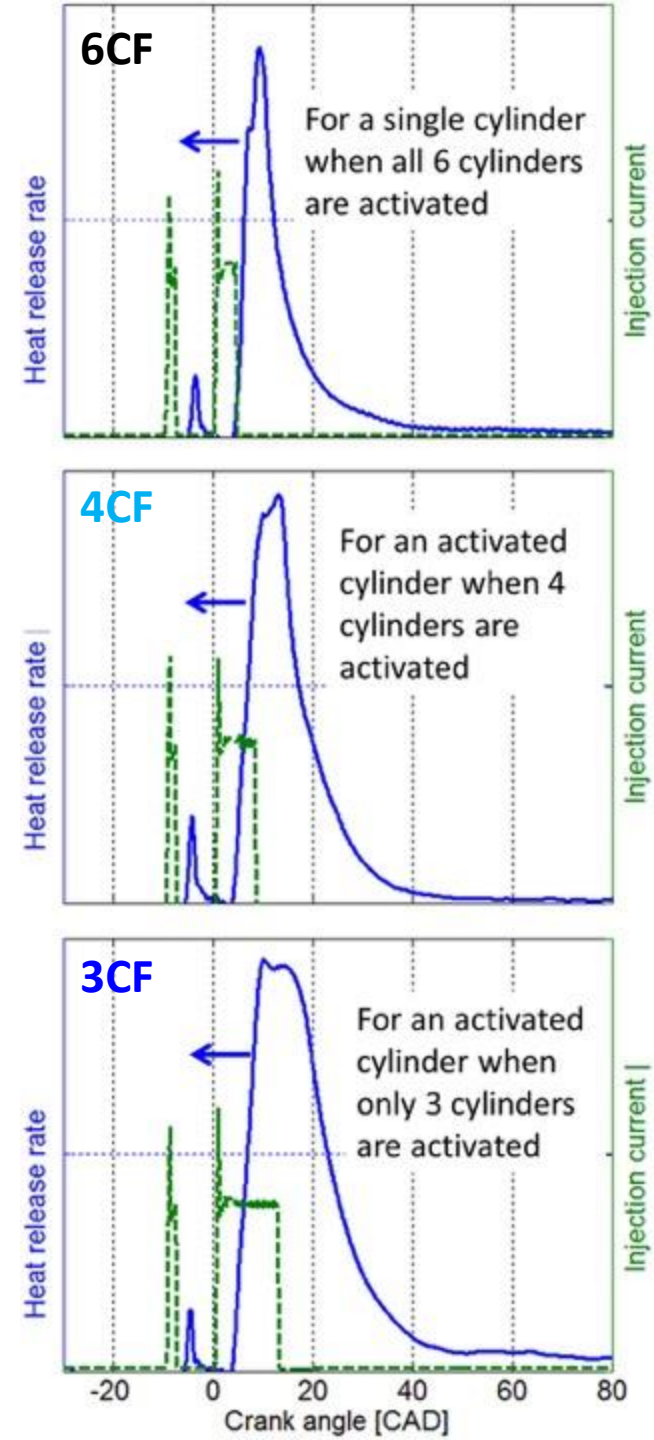 6CF
For a single cylinder
when all 6 cylinders
are activated
Heat release rate
Injection current
4CF
For an activated
cylinder when 4
cylinders are
activated
Heat release rate |
Injection current
3CF
For an activated
cylinder when
only 3 cylinders
are activated
Heat release rate
Injection current |
-20 0 20 40 60 80
Crank angle [CAD]